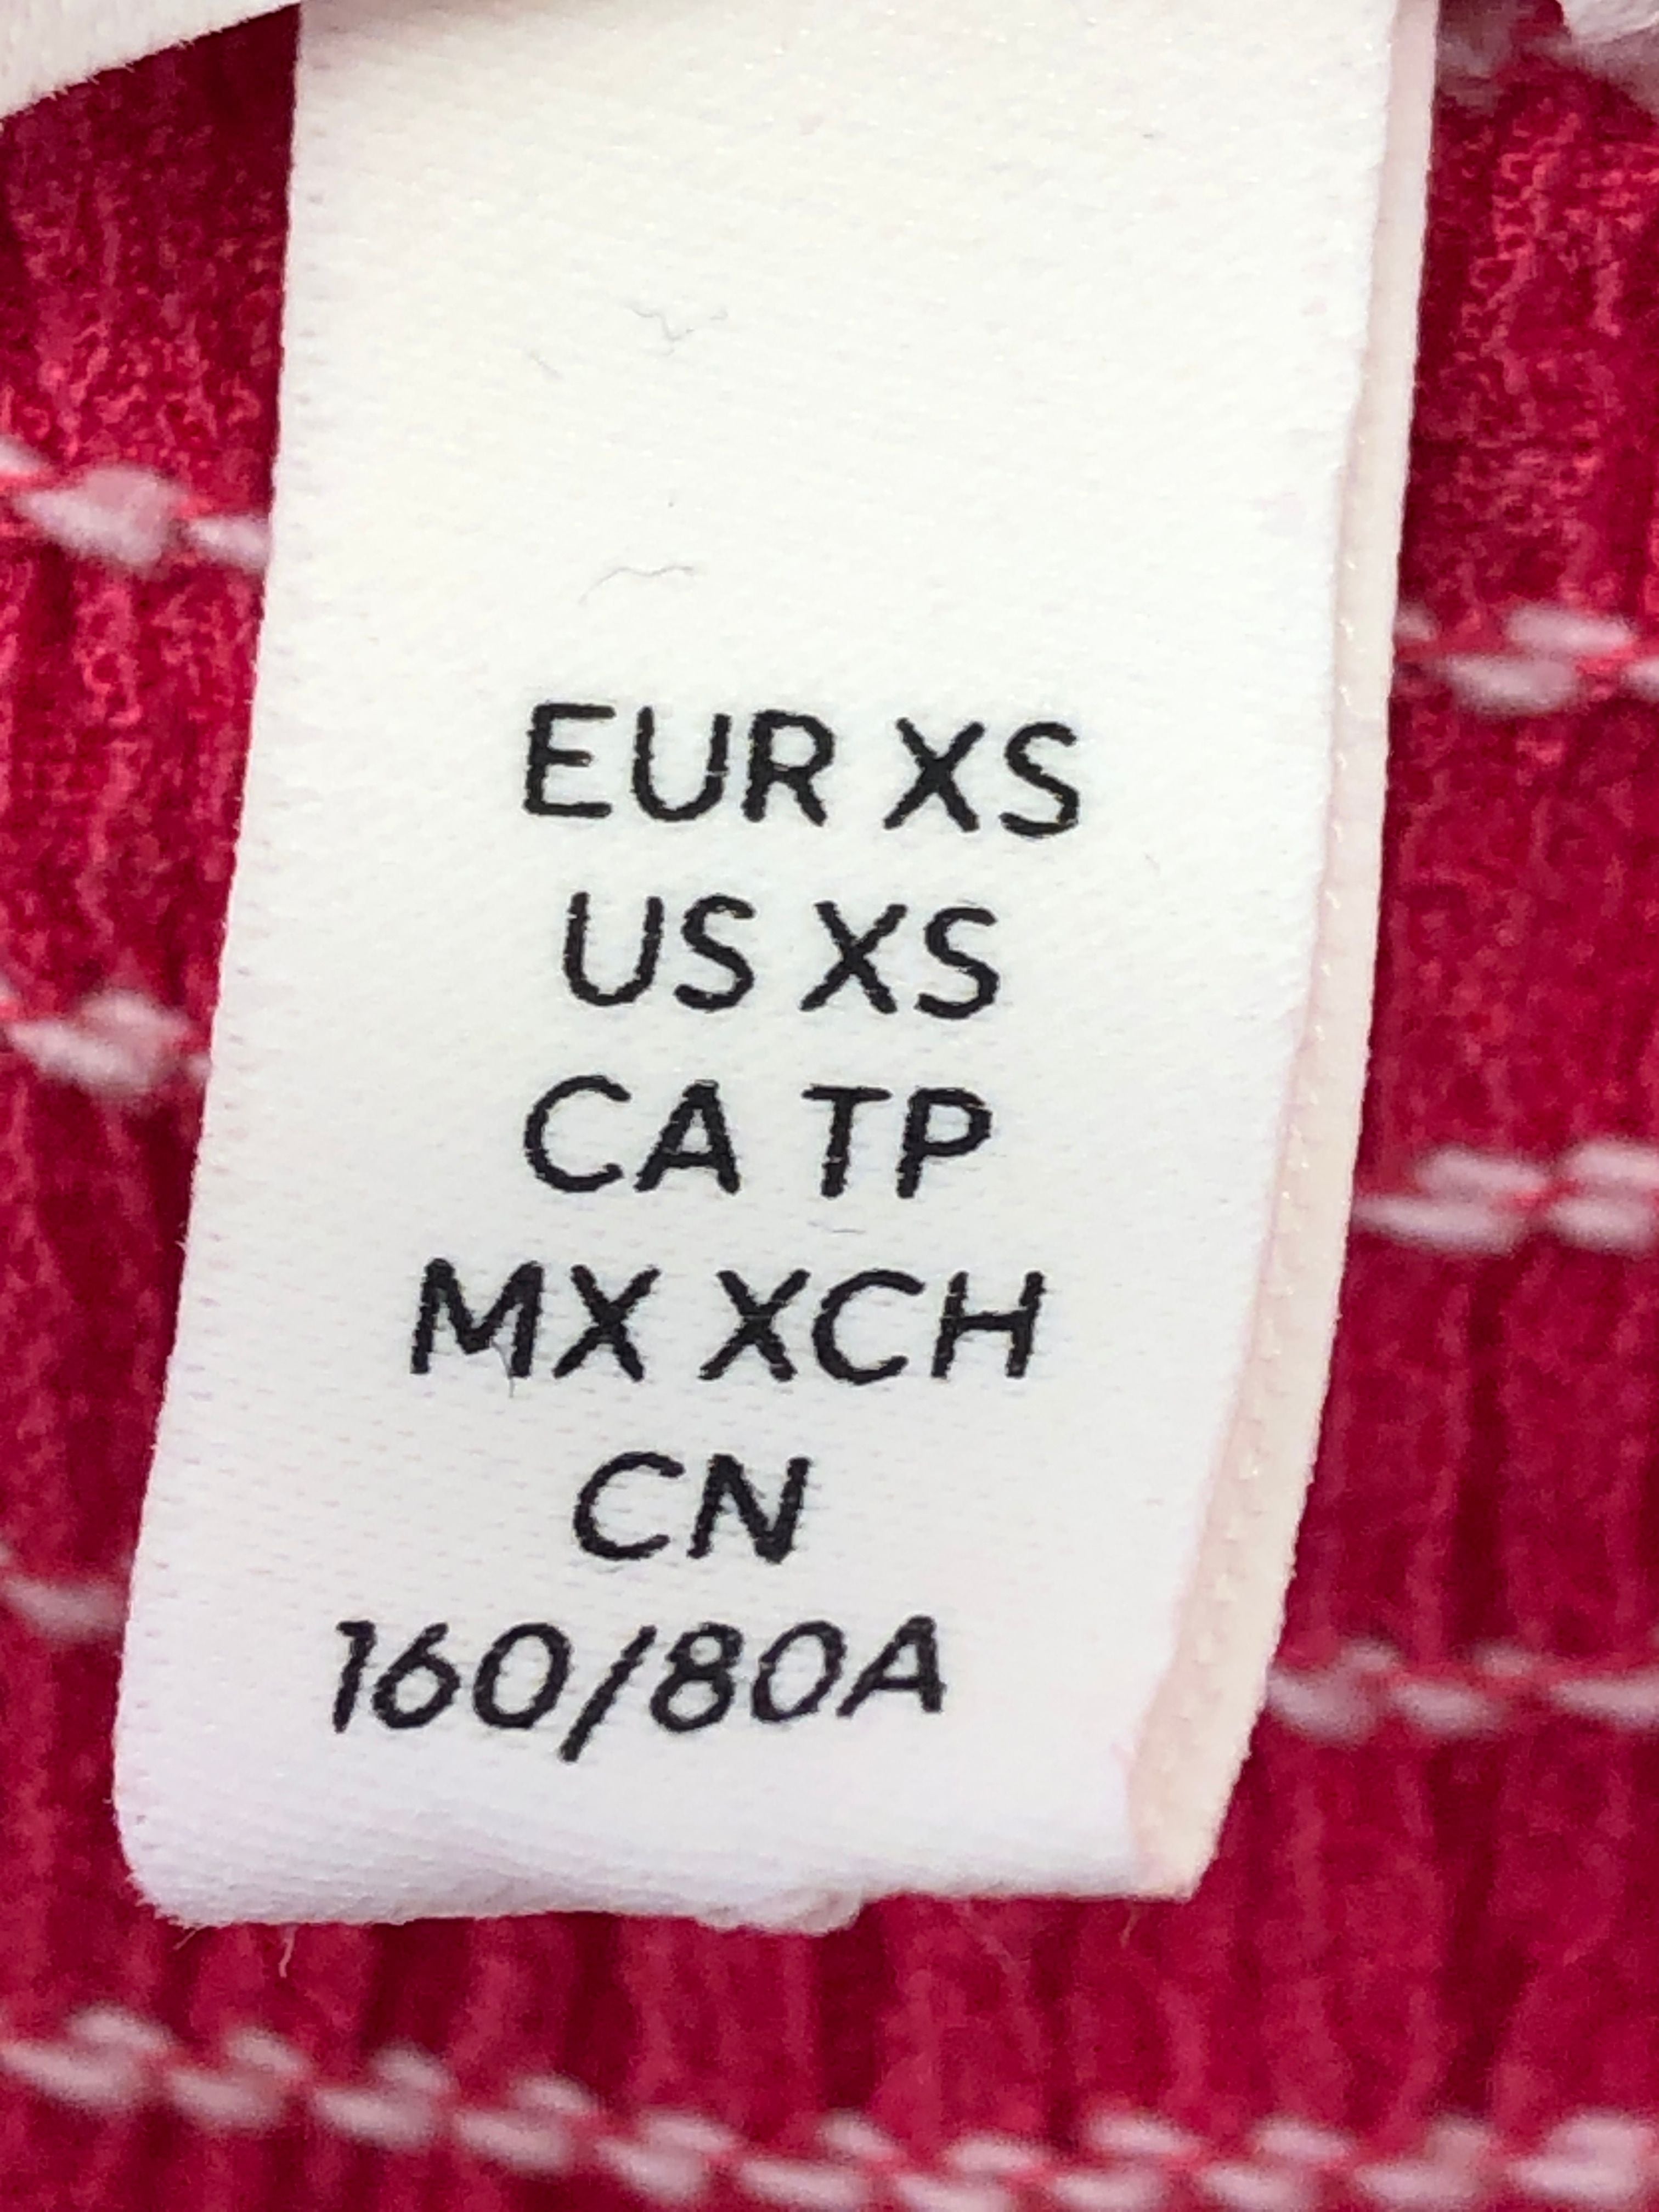 EUR XS
US XS
CA TP
MX XCH
CN
160/80A